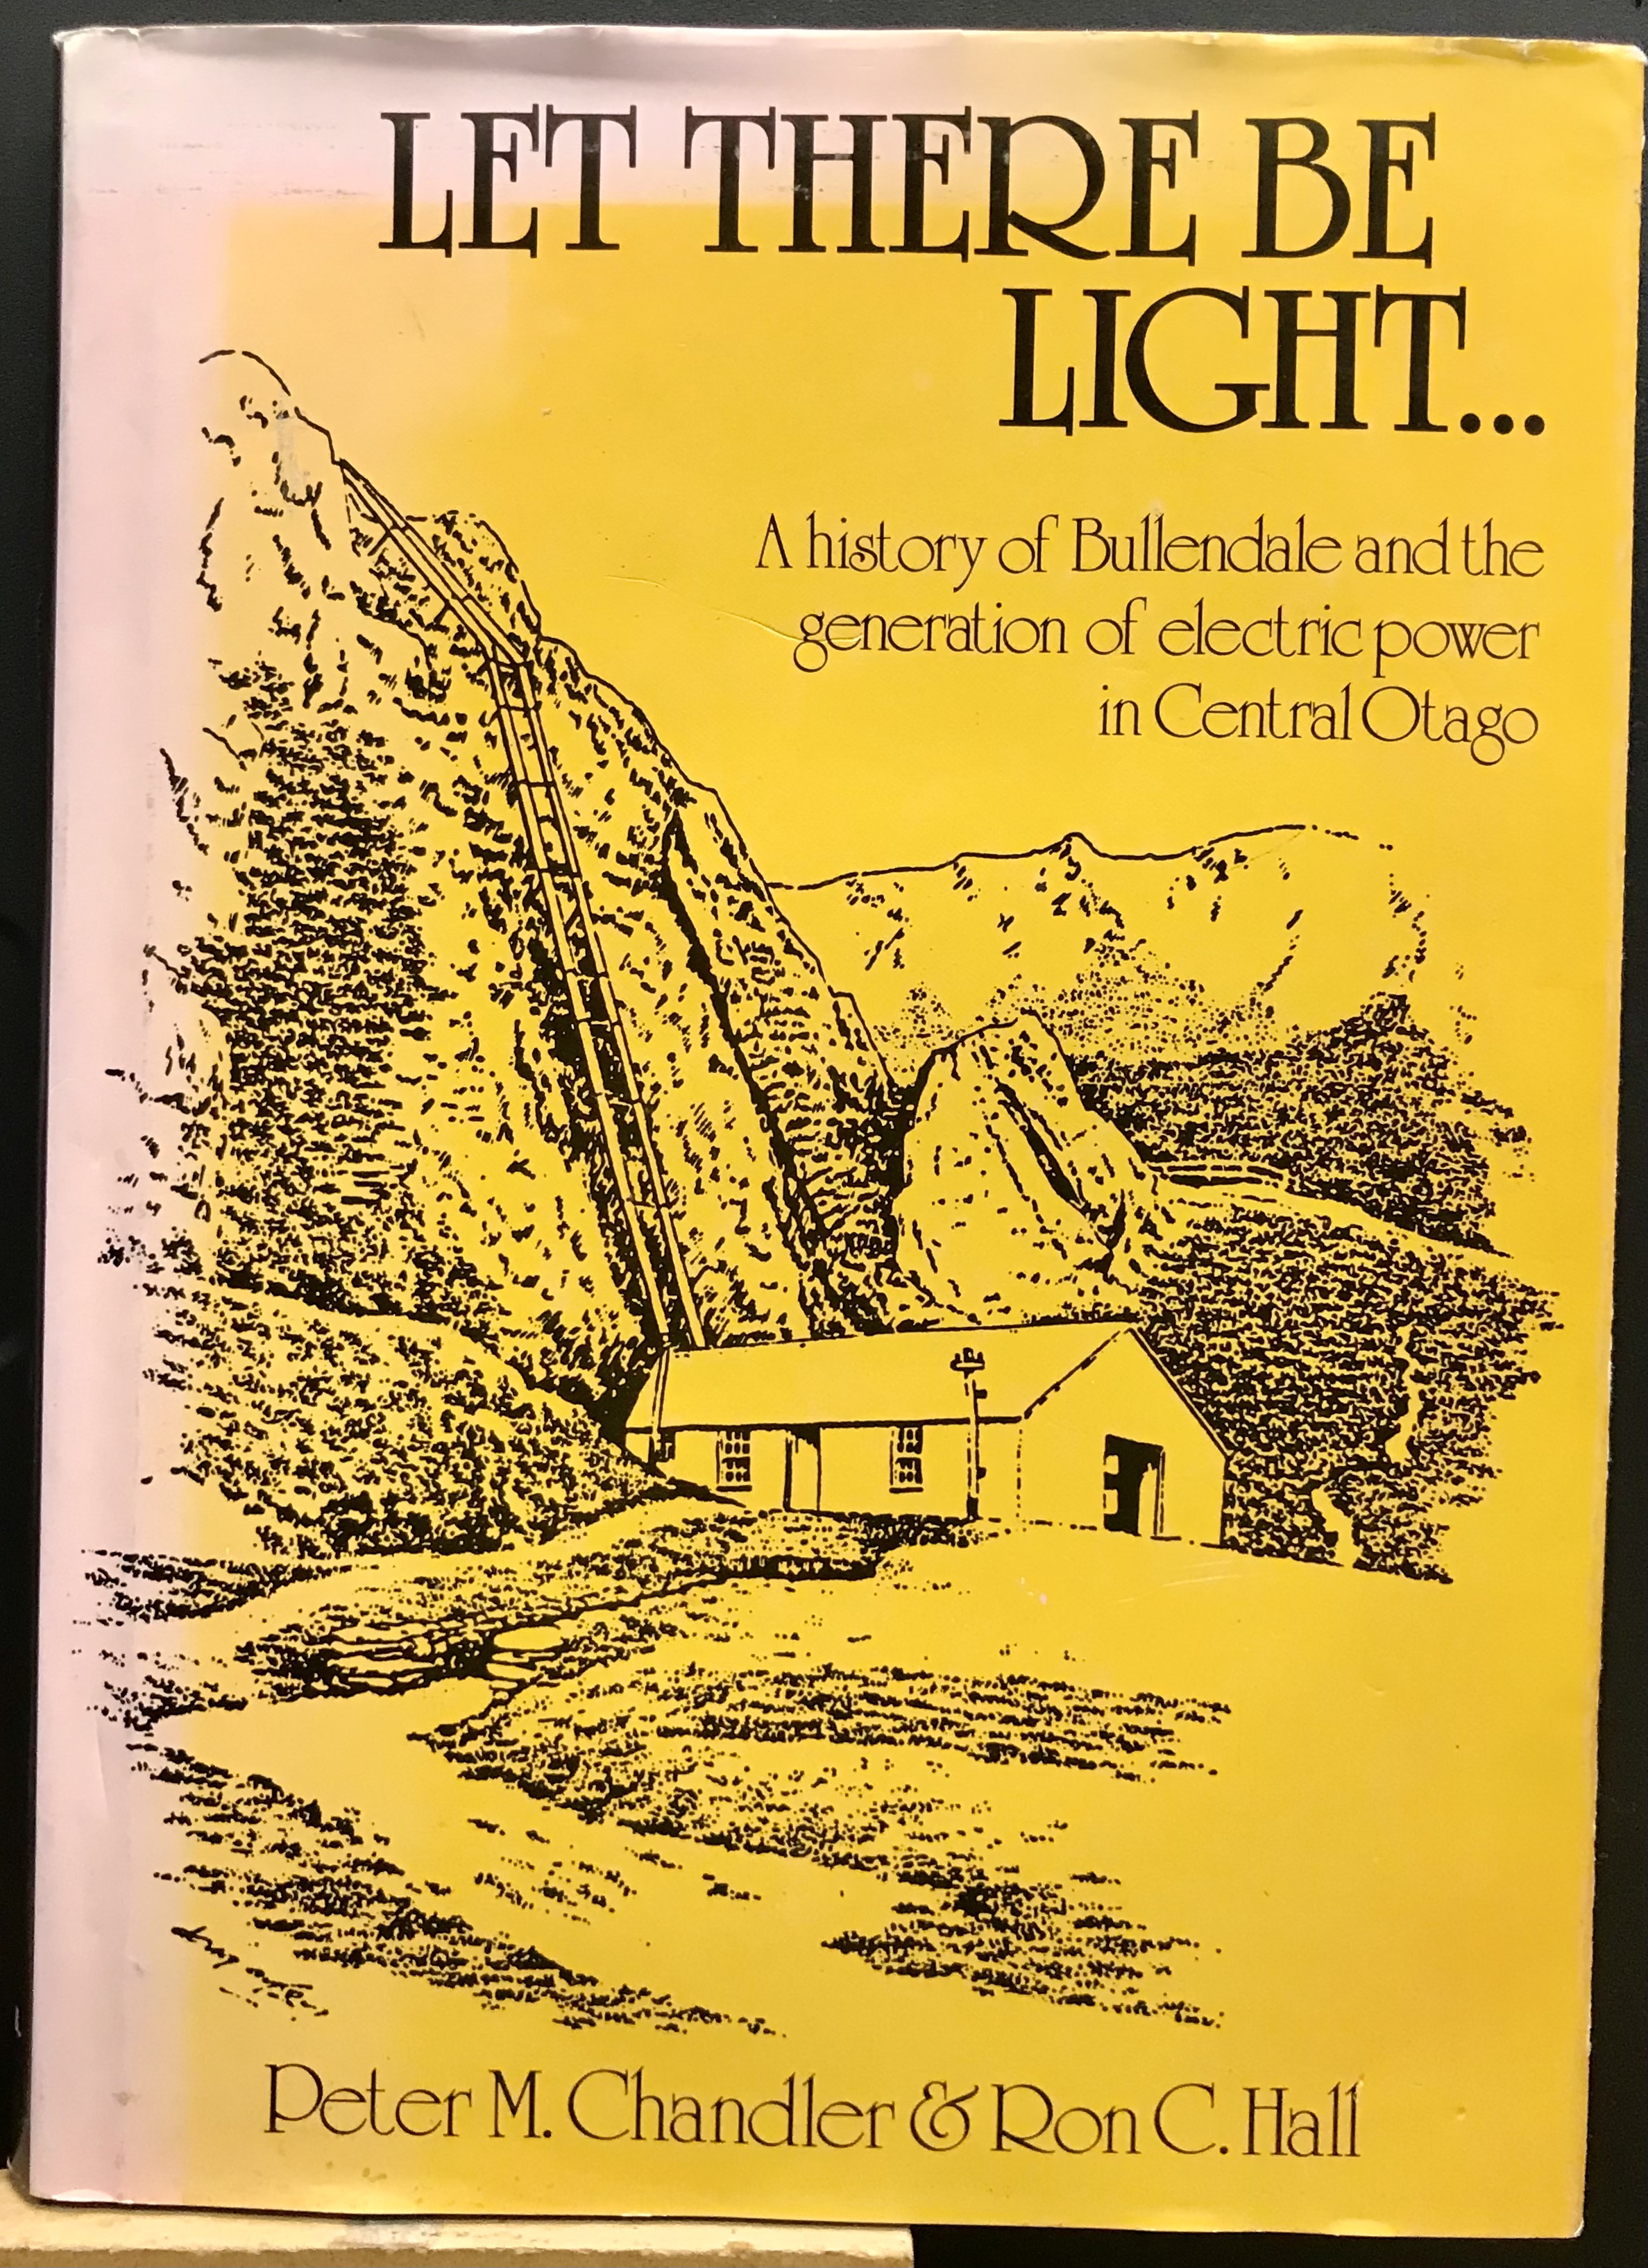 LET THERE BE
LIGHT...
A history of Bullendale and the
generation of electric power
in Central Otago
Peter M. Chandler & Ron C. Hall